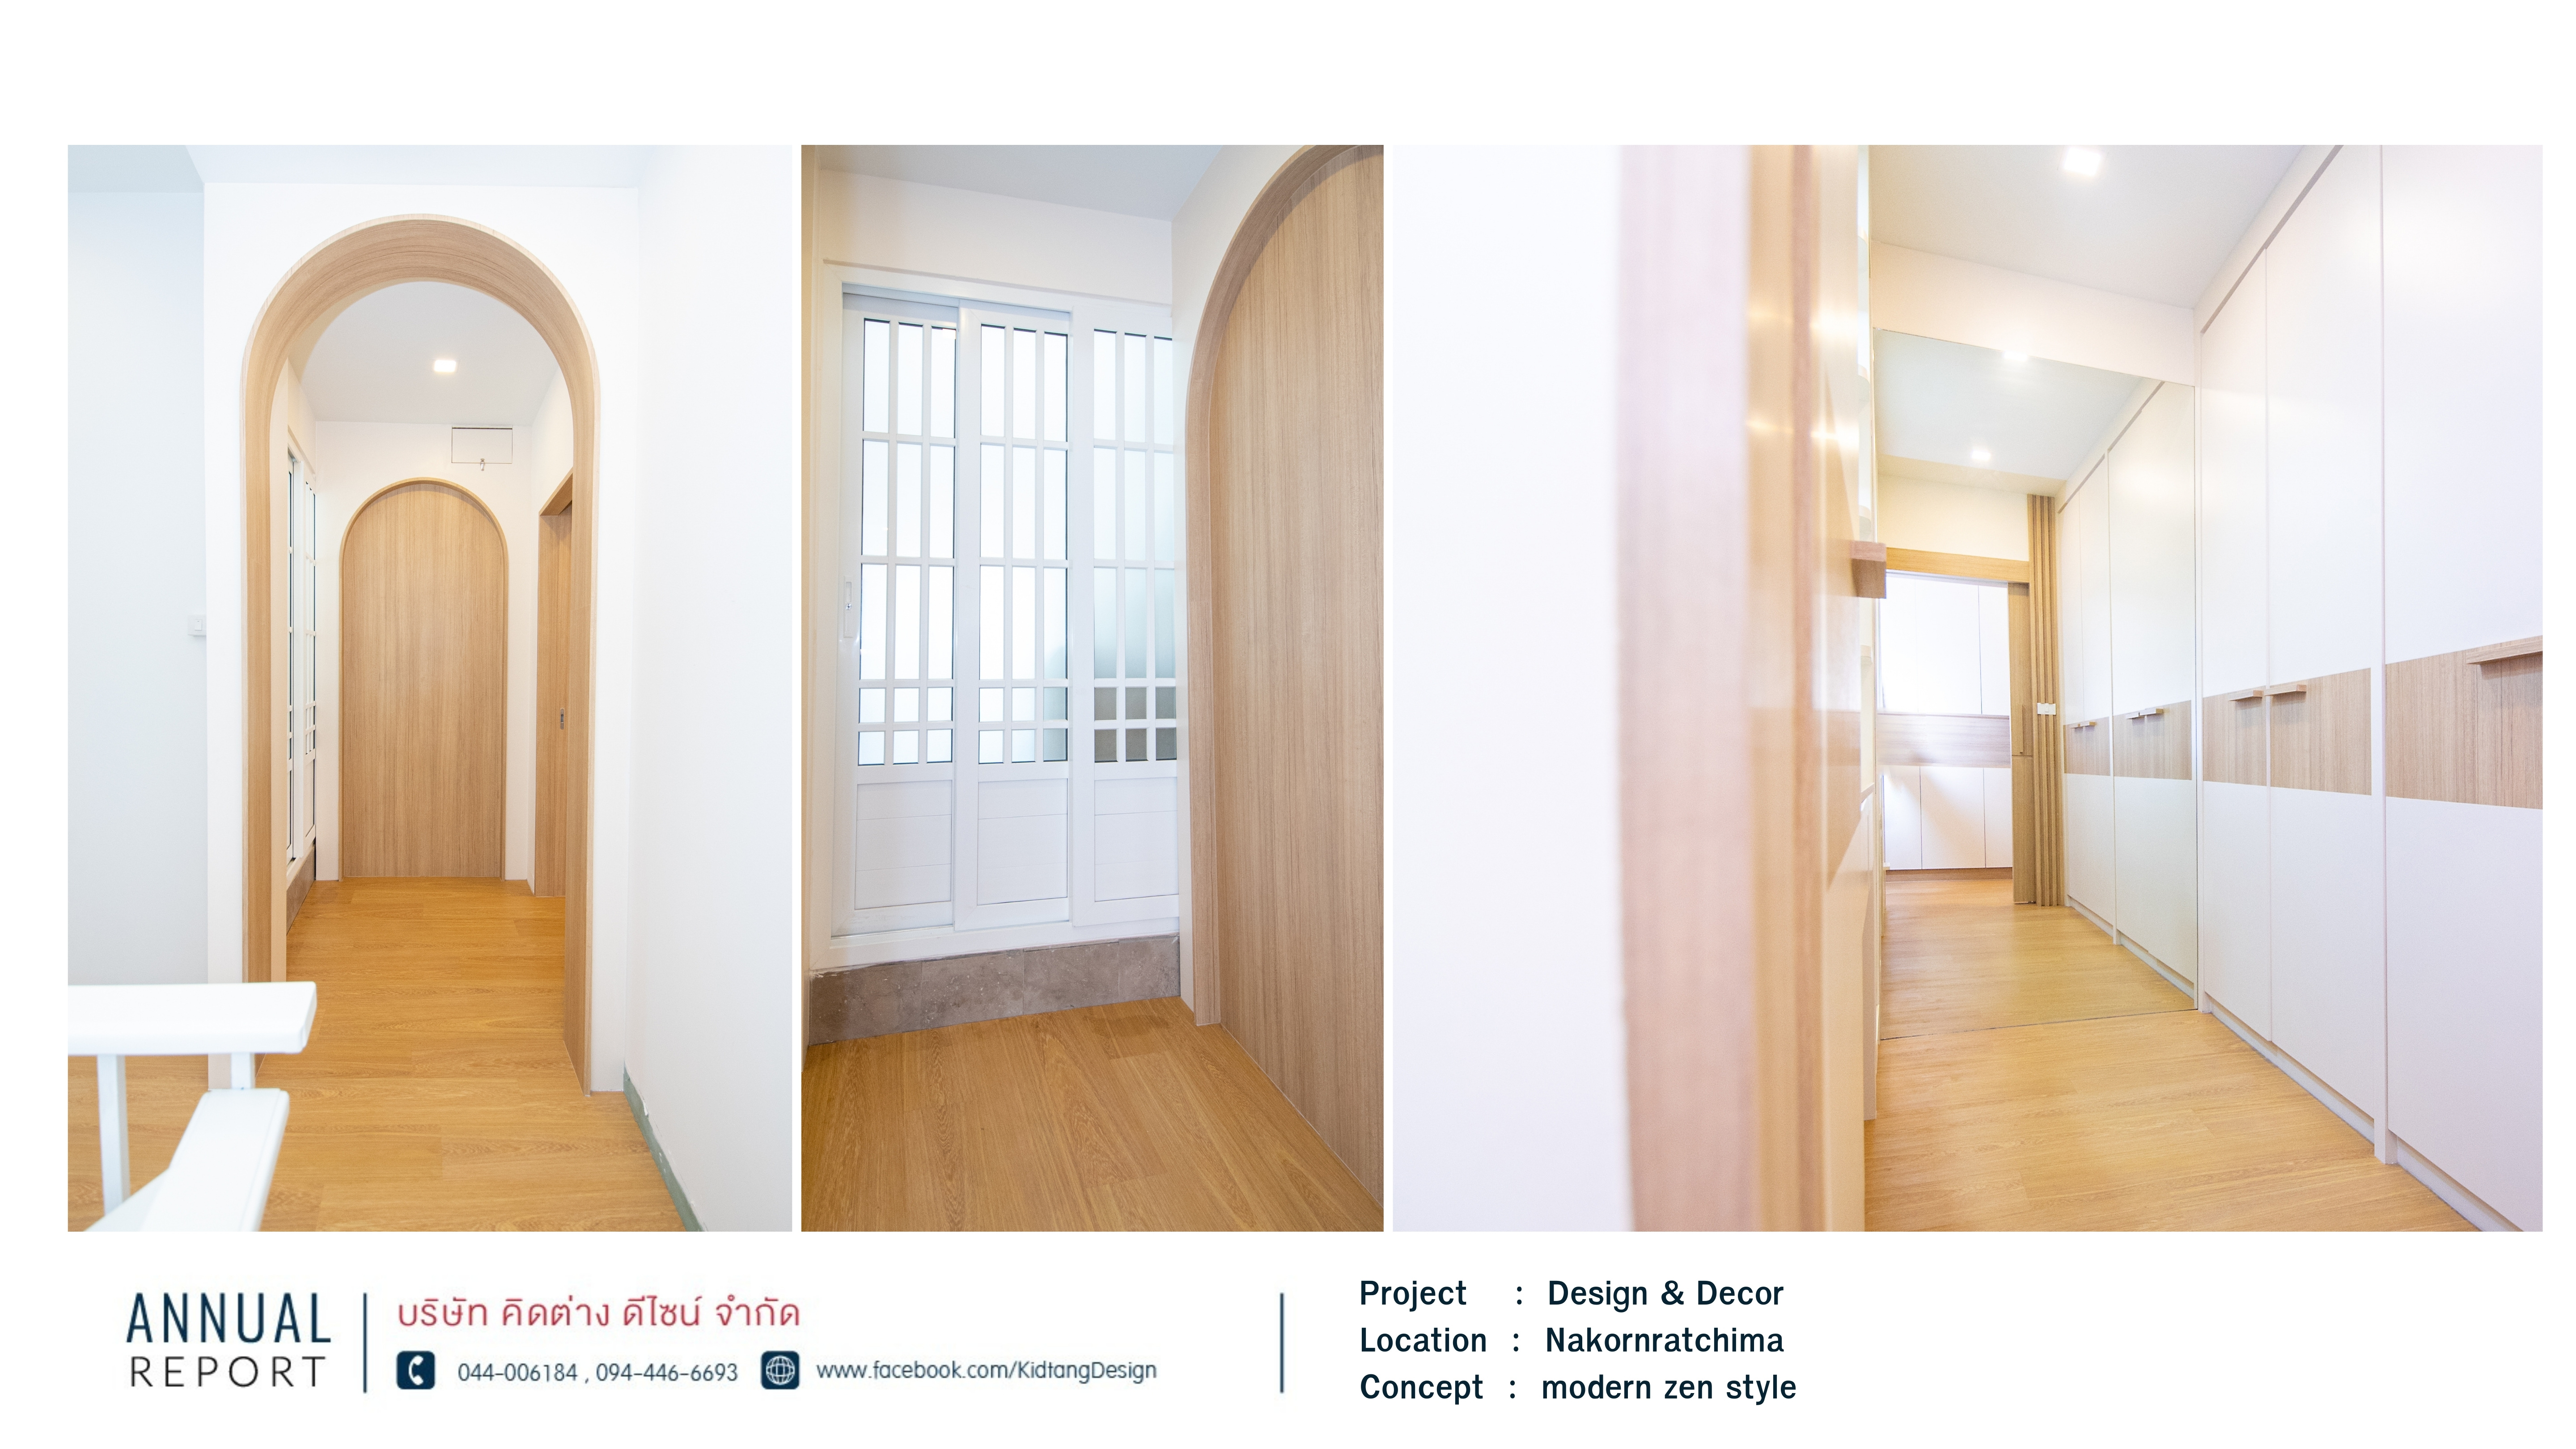 ANNUAL
REPORT
บริษัท คิดต่าง ดีไซน์ จำกัด
044-006184 , 094-446-6693 www.facebook.com/KidtangDesign
Project : Design & Decor
Location : Nakornratchima
Concept : modern zen style